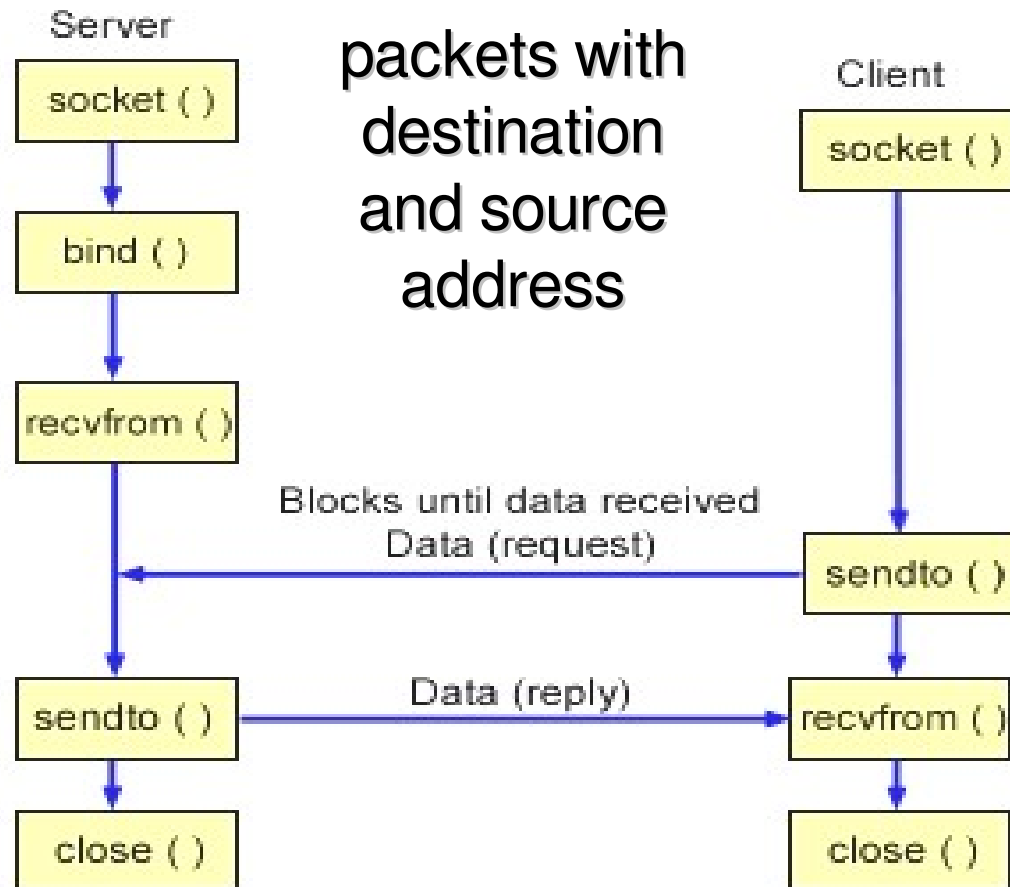 Server
packets with
destination
and source
address
Client
socket ( )
socket ( )
bind ( )
recvfrom ( )
Blocks until data received
Data (request)
sendto ( )
sendto ( )
Data (reply)
recvfrom ( )
close ( )
close ( )